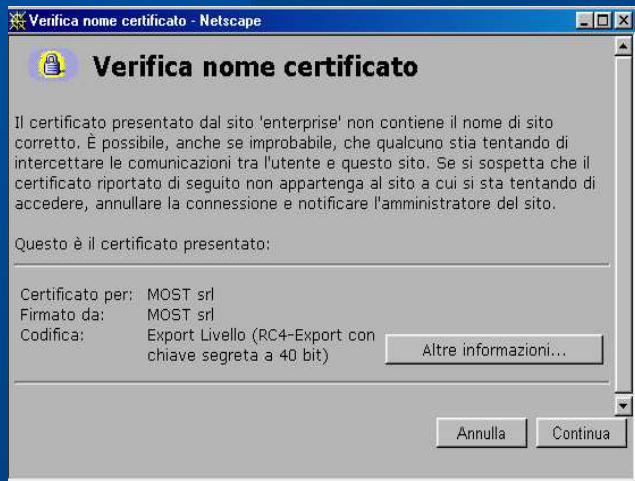 Verifica nome certificato - Netscape
Verifica nome certificato
Il certificato presentato dal sito 'enterprise' non contiene il nome di sito
corretto. È possibile, anche se improbabile, che qualcuno stia tentando di
intercettare le comunicazioni tra l'utente e questo sito. Se si sospetta che il
certificato riportato di seguito non appartenga al sito a cui si sta tentando di
accedere, annullare la connessione e notificare l'amministratore del sito.
Questo è il certificato presentato:
Certificato per: MOST srl
Firmato da: MOST srl
Codifica: Export Livello (RC4-Export con
chiave segreta a 40 bit)
Altre informazioni...
Annulla Continua